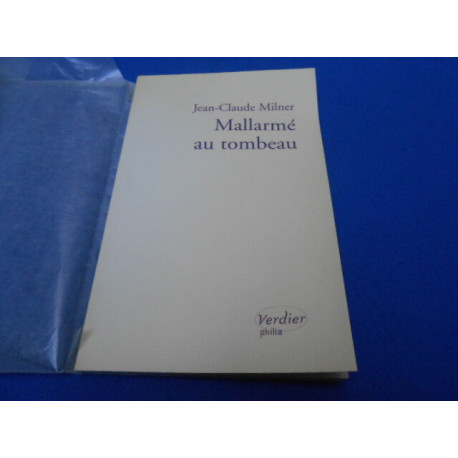 Jean-Claude Milner
Mallarmé
au tombeau
Verdier
philia